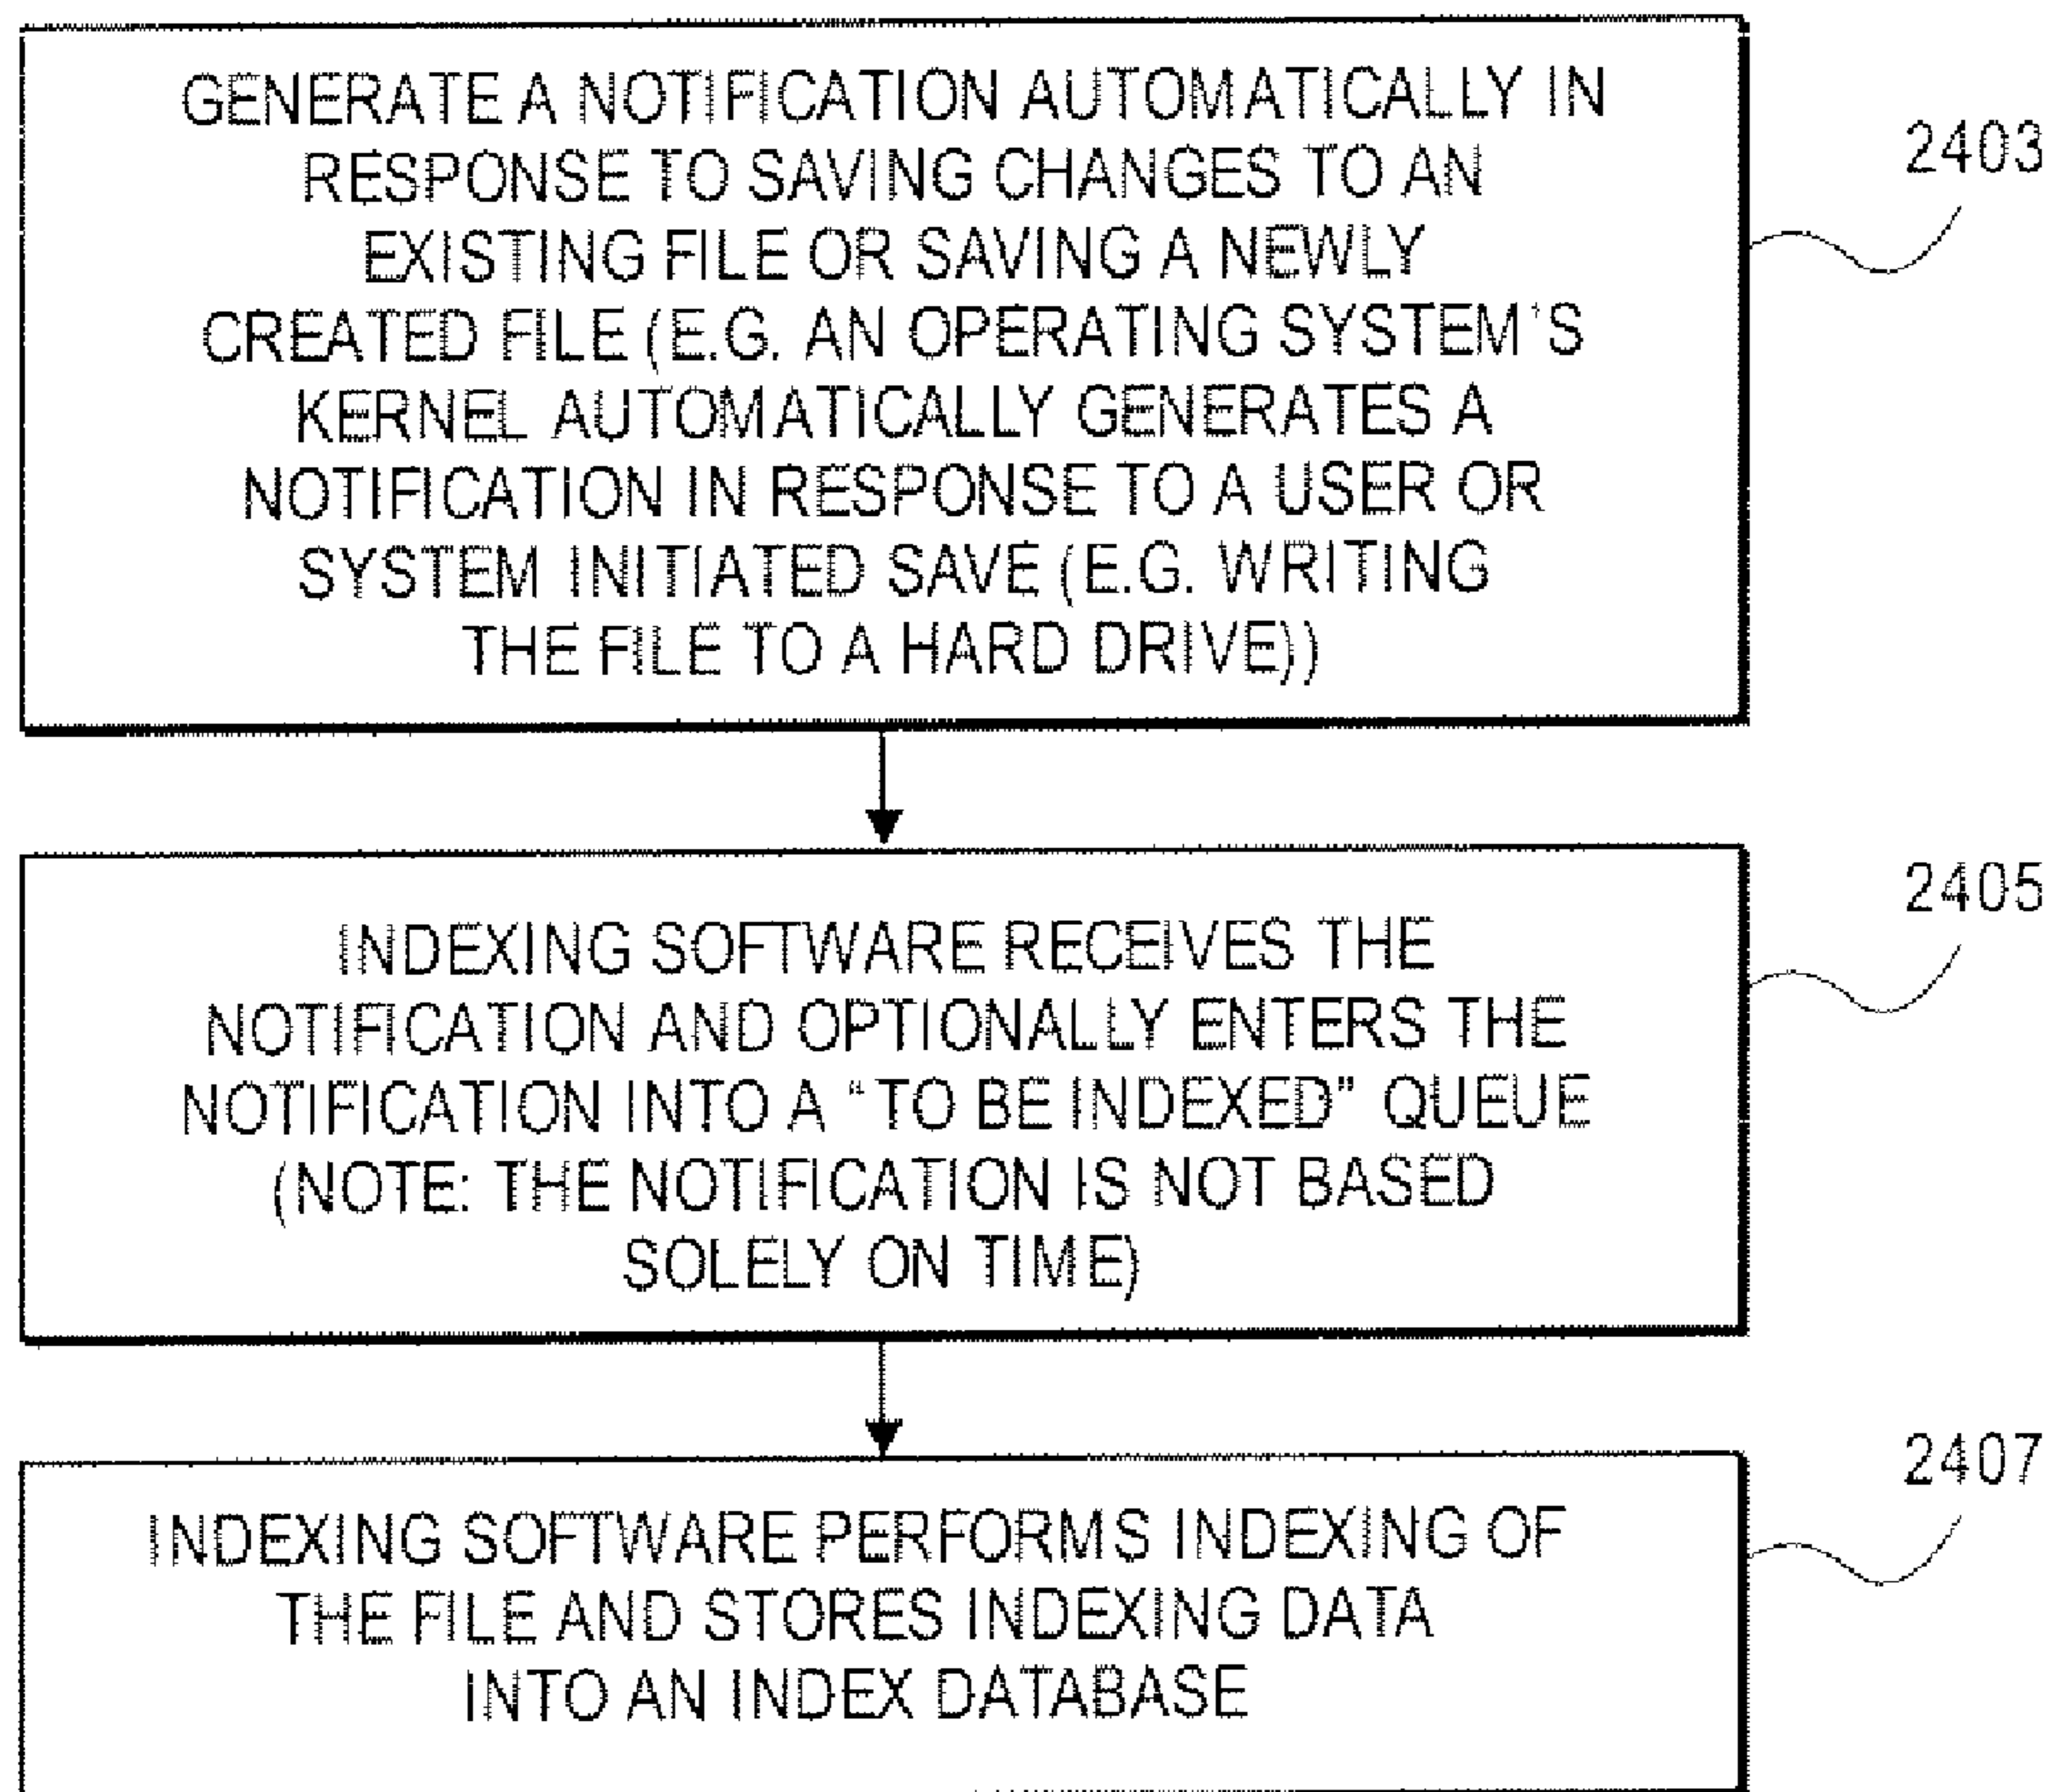 GENERATE A NOTIFICATION AUTOMATICALLY IN
RESPONSE TO SAVING CHANGES TO AN
EXISTING FILE OR SAVING A NEWLY
CREATED FILE (E.G. AN OPERATING SYSTEM'S
KERNEL AUTOMATICALLY GENERATES A
NOTIFICATION IN RESPONSE TO A USER OR
SYSTEM INITIATED SAVE (E.G. WRITING
THE FILE TO A HARD DRIVE))
2403
INDEXING SOFTWARE RECEIVES THE
NOTIFICATION AND OPTIONALLY ENTERS THE
NOTIFICATION INTO A “TO BE INDEXED” QUEUE
(NOTE: THE NOTIFICATION IS NOT BASED
SOLELY ON TIME)
2405
INDEXING SOFTWARE PERFORMS INDEXING OF
THE FILE AND STORES INDEXING DATA
INTO AN INDEX DATABASE
2407